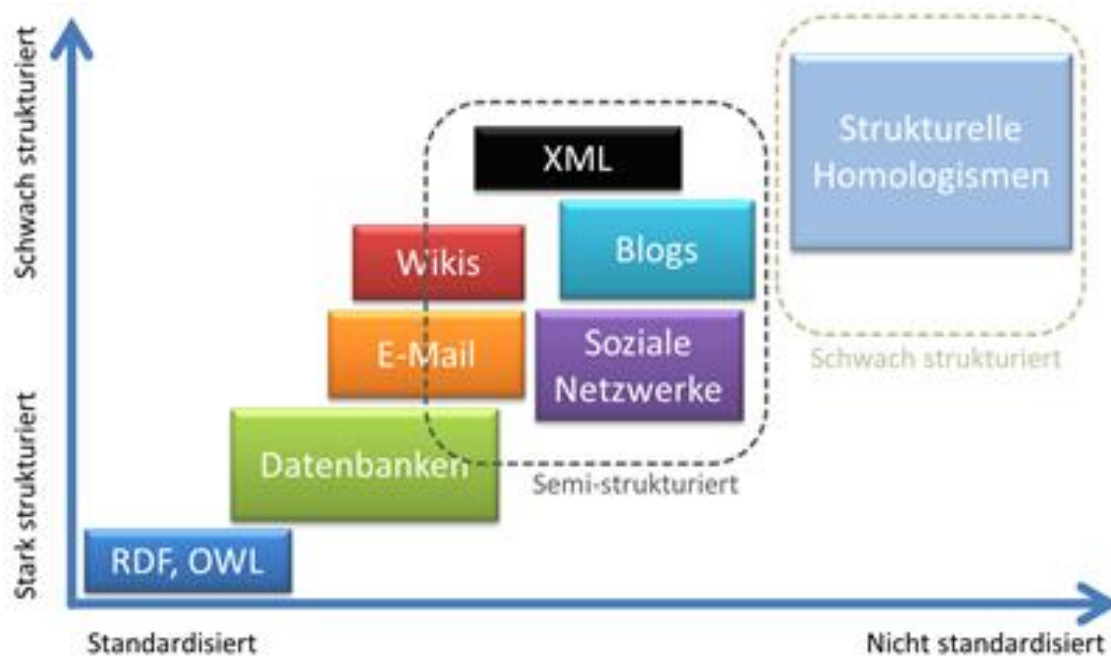 Schwach strukturiert
Stark strukturiert
Strukturelle
Homologismen
XML
Blogs
Wikis
E-Mail
Soziale
Netzwerke
Schwach strukturiert
Datenbanken
Semi-strukturiert
RDF, OWL
Standardisiert
Nicht standardisiert